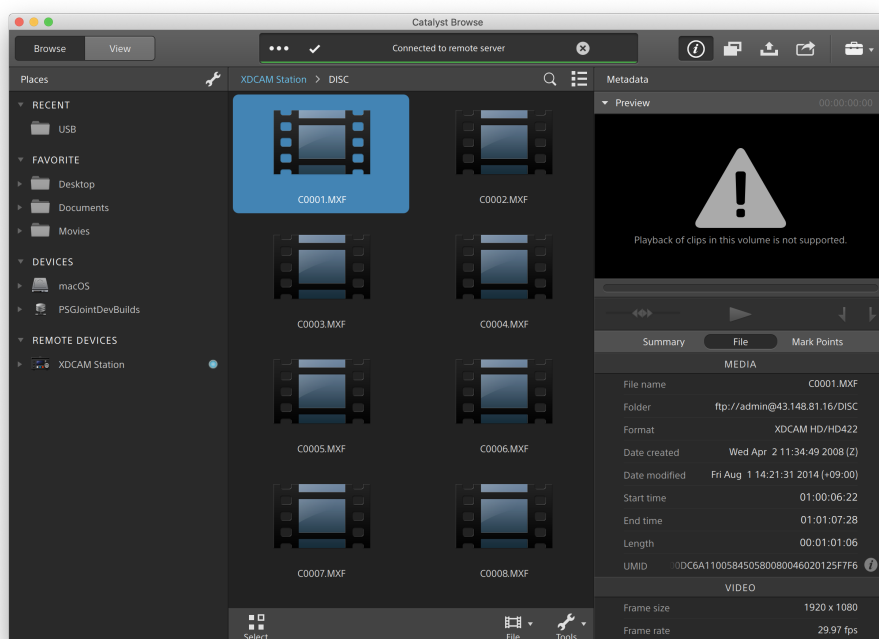 Catalyst Browse
Browse View
Connected to remote server
Places
XDCAM Station > DISC
Metadata
RECENT
USB
FAVORITE
Desktop
Documents
Movies
DEVICES
macOS
PSGJointDevBuilds
REMOTE DEVICES
XDCAM Station
C0001.MXF
C0002.MXF
C0003.MXF
C0004.MXF
C0005.MXF
C0006.MXF
C0007.MXF
C0008.MXF
Select
File
Tools
Preview 00:00:00:00
Playback of clips in this volume is not supported.
Summary File Mark Points
MEDIA
File name C0001.MXF
Folder ftp://admin@43.148.81.16/DISC
Format XDCAM HD/HD422
Date created Wed Apr 2 11:34:49 2008 (Z)
Date modified Fri Aug 1 14:21:31 2014 (+09:00)
Start time 01:00:06:22
End time 01:01:07:28
Length 00:01:01:06
UMID 0DC6A110058450580080046020125F7F6
VIDEO
Frame size 1920 x 1080
Frame rate 29.97 fps